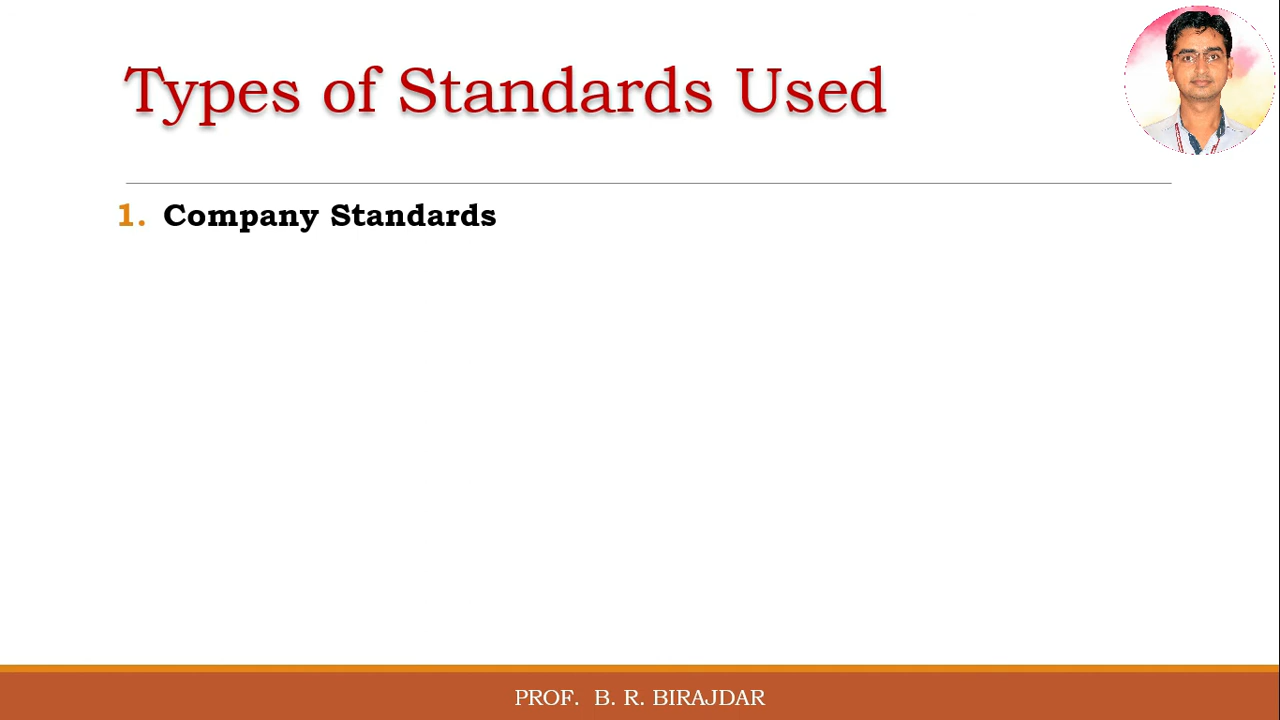 Types of Standards Used
1. Company Standards
PROF. B. R. BIRAJDAR